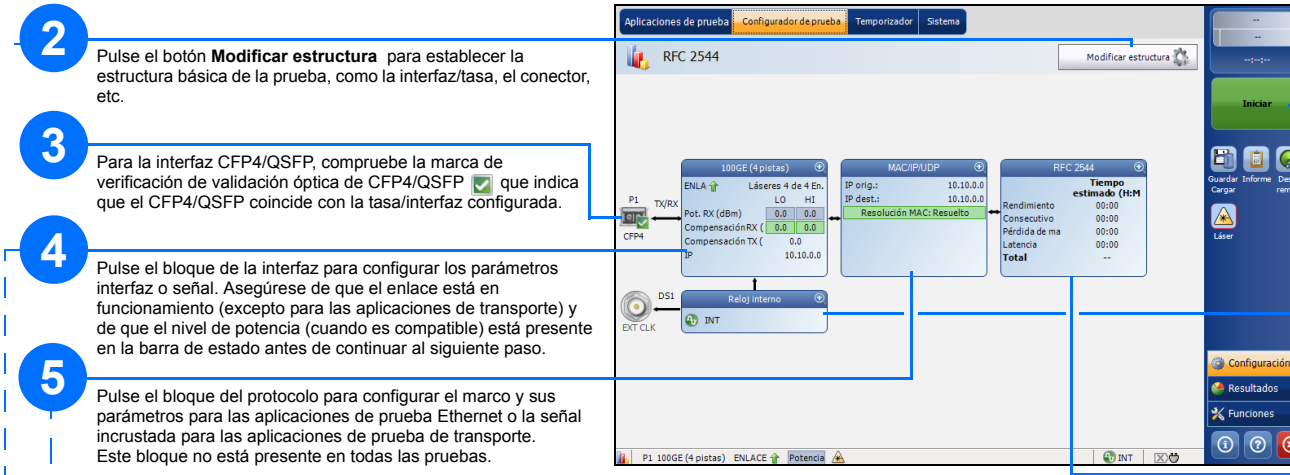 2
Pulse el botón Modificar estructura para establecer la
estructura básica de la prueba, como la interfaz/tasa, el conector,
etc.
3
Para la interfaz CFP4/QSFP, compruebe la marca de
verificación de validación óptica de CFP4/QSFP que indica
que el CFP4/QSFP coincide con la tasa/interfaz configurada.
4
Pulse el bloque de la interfaz para configurar los parámetros
interfaz o señal. Asegúrese de que el enlace está en
funcionamiento (excepto para las aplicaciones de transporte) y
de que el nivel de potencia (cuando es compatible) está presente
en la barra de estado antes de continuar al siguiente paso.
5
Pulse el bloque del protocolo para configurar el marco y sus
parámetros para las aplicaciones de prueba Ethernet o la señal
incrustada para las aplicaciones de prueba de transporte.
Este bloque no está presente en todas las pruebas.
Aplicaciones de prueba Configurador de prueba Temporizador Sistema
RFC 2544
Modificar estructura
P1
TX/RX
CFP4
100GE (4 pistas)
ENLA Láseres 4 de 4 En.
LO HI
Pot. RX (dBm) 0.0 0.0
Compensación RX ( 0.0 0.0
Compensación TX ( 0.0
IP 10.10.0.0
MAC/IP/UDP
IP orig.: 10.10.0.0
IP dest.: 10.10.0.0
Resolución MAC: Resuelto
RFC 2544
Tiempo
estimado (H:M
Rendimiento 00:00
Consecutivo 00:00
Pérdida de ma 00:00
Latencia 00:00
Total --
DS1
EXT CLK
Reloj interno
INT
P1 100GE (4 pistas) ENLACE Potencia
INT
--
--
--:--:--
Iniciar
Guardar Informe Des
Cargar rem
Láser
Configuración
Resultados
Funciones